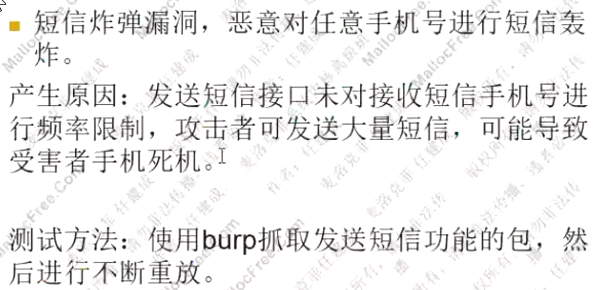 短信炸弹漏洞，恶意对任意手机号进行短信轰
炸。
产生原因：发送短信接口未对接收短信手机号进
行频率限制，攻击者可发送大量短信，可能导致
受害者手机死机。
测试方法：使用burp抓取发送短信功能的包，然
后进行不断重放。